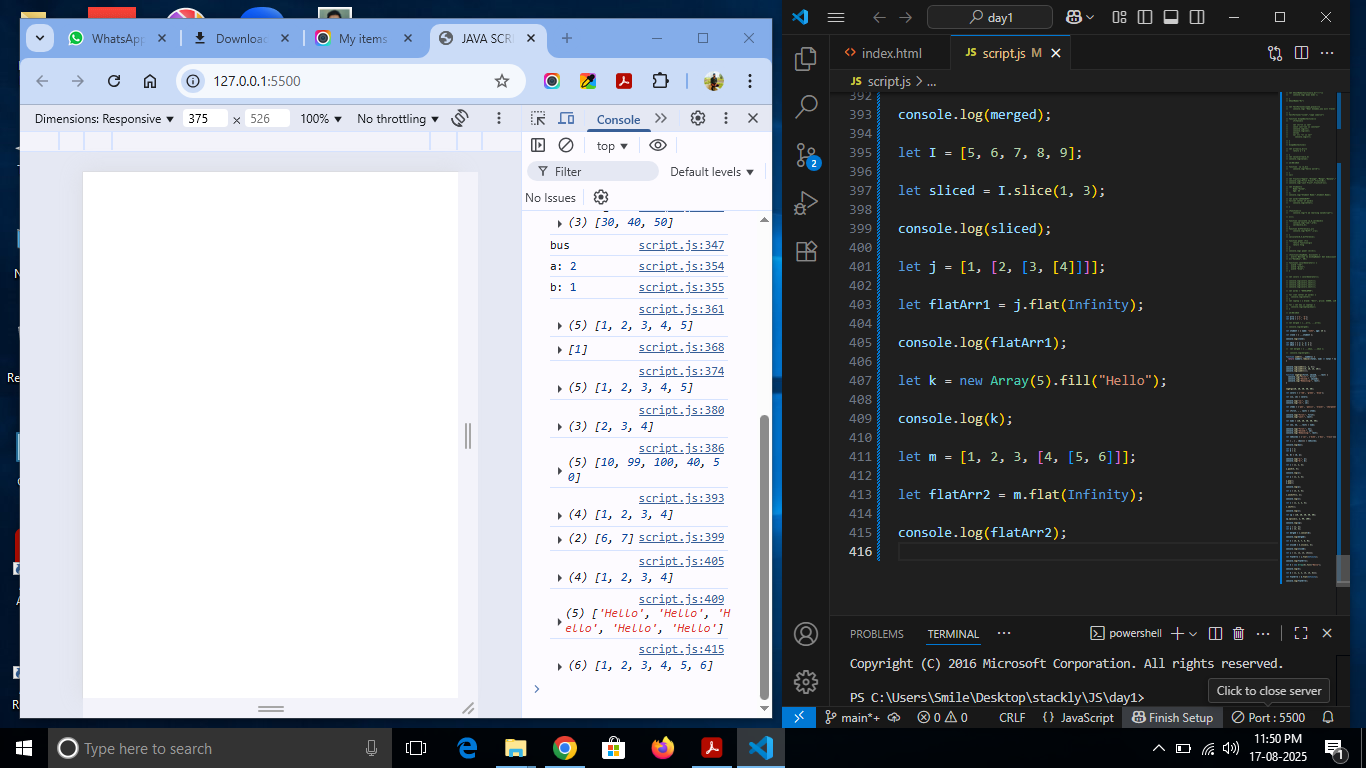 WhatsApp
Downloa
My items
JAVA SCR
127.0.0.1:5500
Dimensions: Responsive
375
x
526
100%
No throttling
Console
top
Filter
Default levels
No Issues
(3) [30, 40, 50]
bus script.js:347
a: 2 script.js:354
b: 1 script.js:355
script.js:361
(5) [1, 2, 3, 4, 5]
[1] script.js:368
script.js:374
(5) [1, 2, 3, 4, 5]
script.js:380
(3) [2, 3, 4]
script.js:386
(5) [10, 99, 100, 40, 5
0]
script.js:393
(4) [1, 2, 3, 4]
(2) [6, 7] script.js:399
script.js:405
(4) [1, 2, 3, 4]
script.js:409
(5) ['Hello', 'Hello', 'H
ello', 'Hello', 'Hello']
script.js:415
(6) [1, 2, 3, 4, 5, 6]
day1
index.html
JS script.js M
JS script.js > ...
392
393 console.log(merged);
394
395 let I = [5, 6, 7, 8, 9];
396
397 let sliced = I.slice(1, 3);
398
399 console.log(sliced);
400
401 let j = [1, [2, [3, [4]]]];
402
403 let flatArr1 = j.flat(Infinity);
404
405 console.log(flatArr1);
406
407 let k = new Array(5).fill("Hello");
408
409 console.log(k);
410
411 let m = [1, 2, 3, [4, [5, 6]]];
412
413 let flatArr2 = m.flat(Infinity);
414
415 console.log(flatArr2);
416
2
PROBLEMS
TERMINAL
powershell
Copyright (C) 2016 Microsoft Corporation. All rights reserved.
PS C:\Users\Smile\Desktop\stackly\JS\day1>
Click to close server
main*+
0
0
CRLF
{} JavaScript
Finish Setup
Port : 5500
Type here to search
11:50 PM
17-08-2025
1